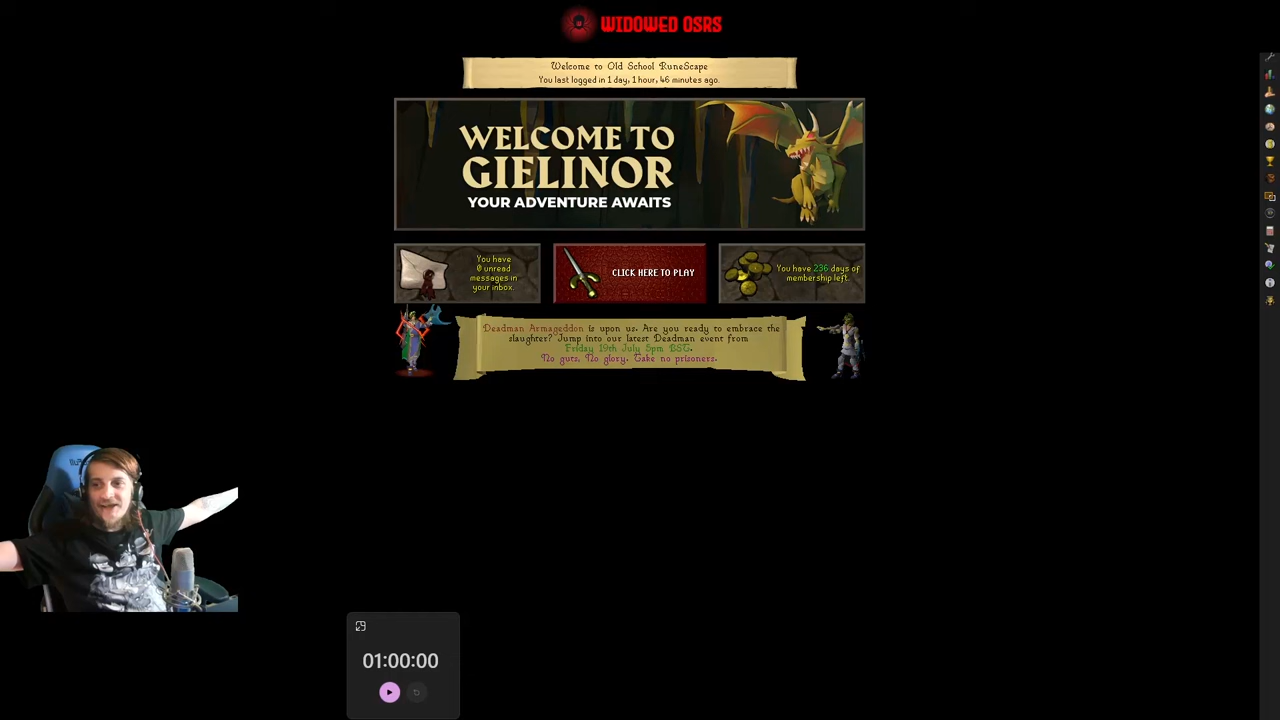 WIDOWED OSRS
Welcome to Old School RuneScape
You last logged in 1 day, 1 hour, 46 minutes ago.
WELCOME TO
GIELINOR
YOUR ADVENTURE AWAITS
You have
0 unread
messages in
your inbox.
CLICK HERE TO PLAY
You have 236 days of
membership left.
Deadman Armageddon is upon us. Are you ready to embrace the
slaughter? Jump into our latest Deadman event from
Friday 19th July 5pm BST.
No guts, No glory. Take no prisoners.
01:00:00